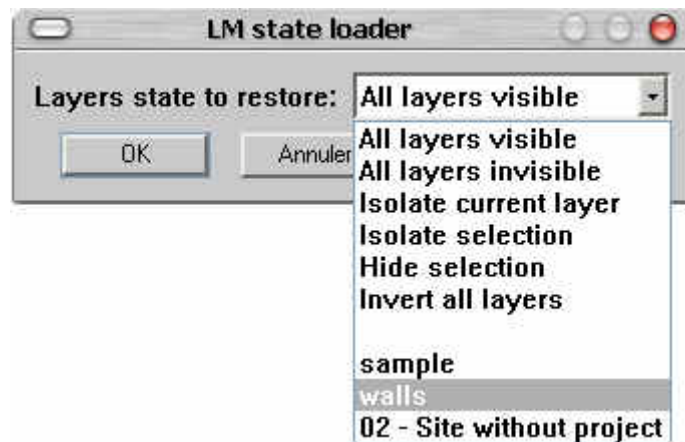 LM state loader
Layers state to restore: All layers visible
OK Annuler
All layers visible
All layers invisible
Isolate current layer
Isolate selection
Hide selection
Invert all layers
sample
walls
02 - Site without project